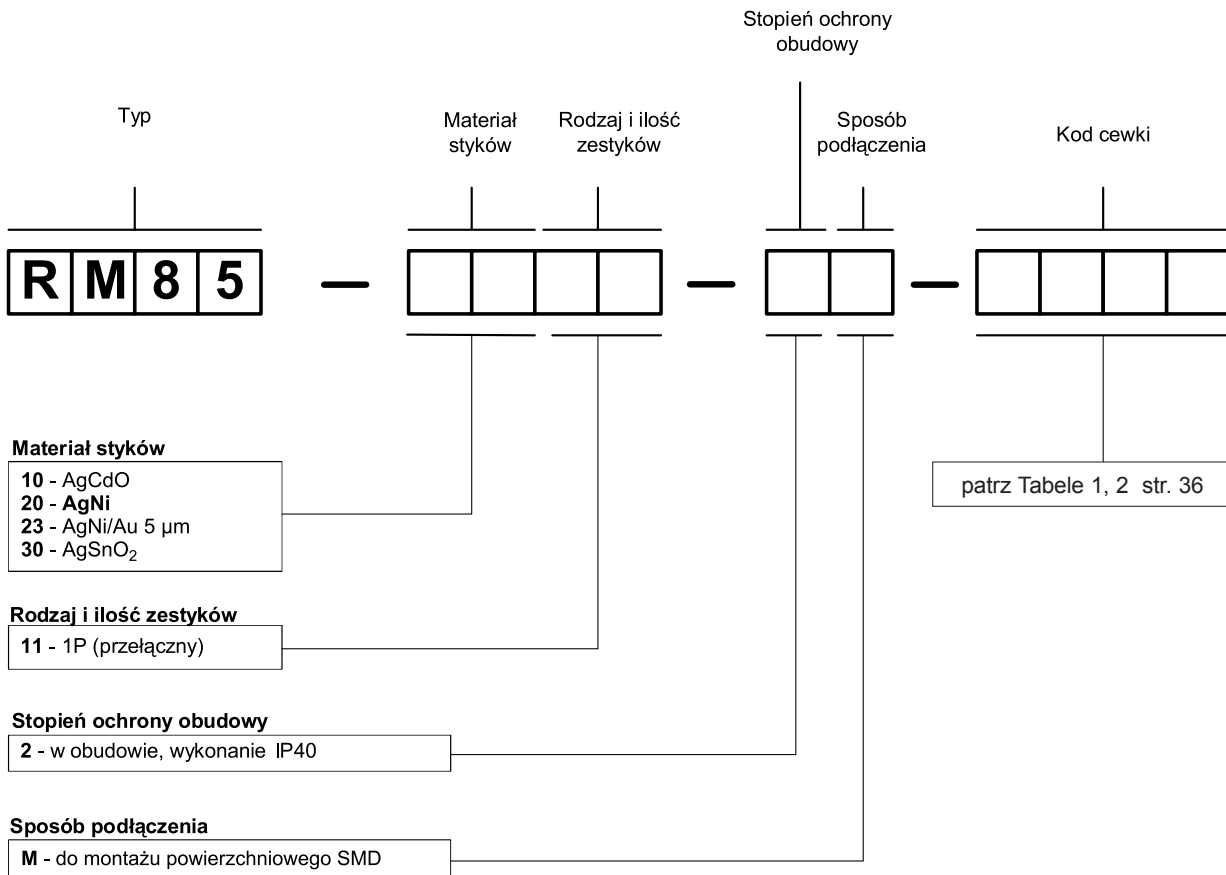 Stopień ochrony
obudowy
Typ
Materiał
styków
Rodzaj i ilość
zestyków
Sposób
podłączenia
Kod cewki
RM85
Materiał styków
10 - AgCdO
20 - AgNi
23 - AgNi/Au 5 µm
30 - AgSnO2
patrz Tabele 1, 2 str. 36
Rodzaj i ilość zestyków
11 - 1P (przełączny)
Stopień ochrony obudowy
2 - w obudowie, wykonanie IP40
Sposób podłączenia
M - do montażu powierzchniowego SMD